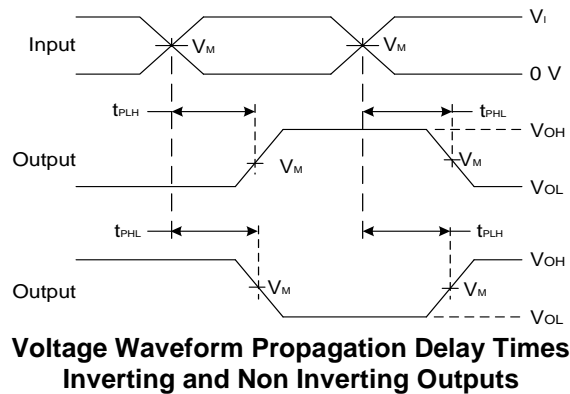 VI
Input
VM
VM
0 V
tPLH
tPHL
VOH
Output
VM
VM
VOL
tPHL
tPLH
VOH
Output
VM
VM
VOL
Voltage Waveform Propagation Delay Times
Inverting and Non Inverting Outputs